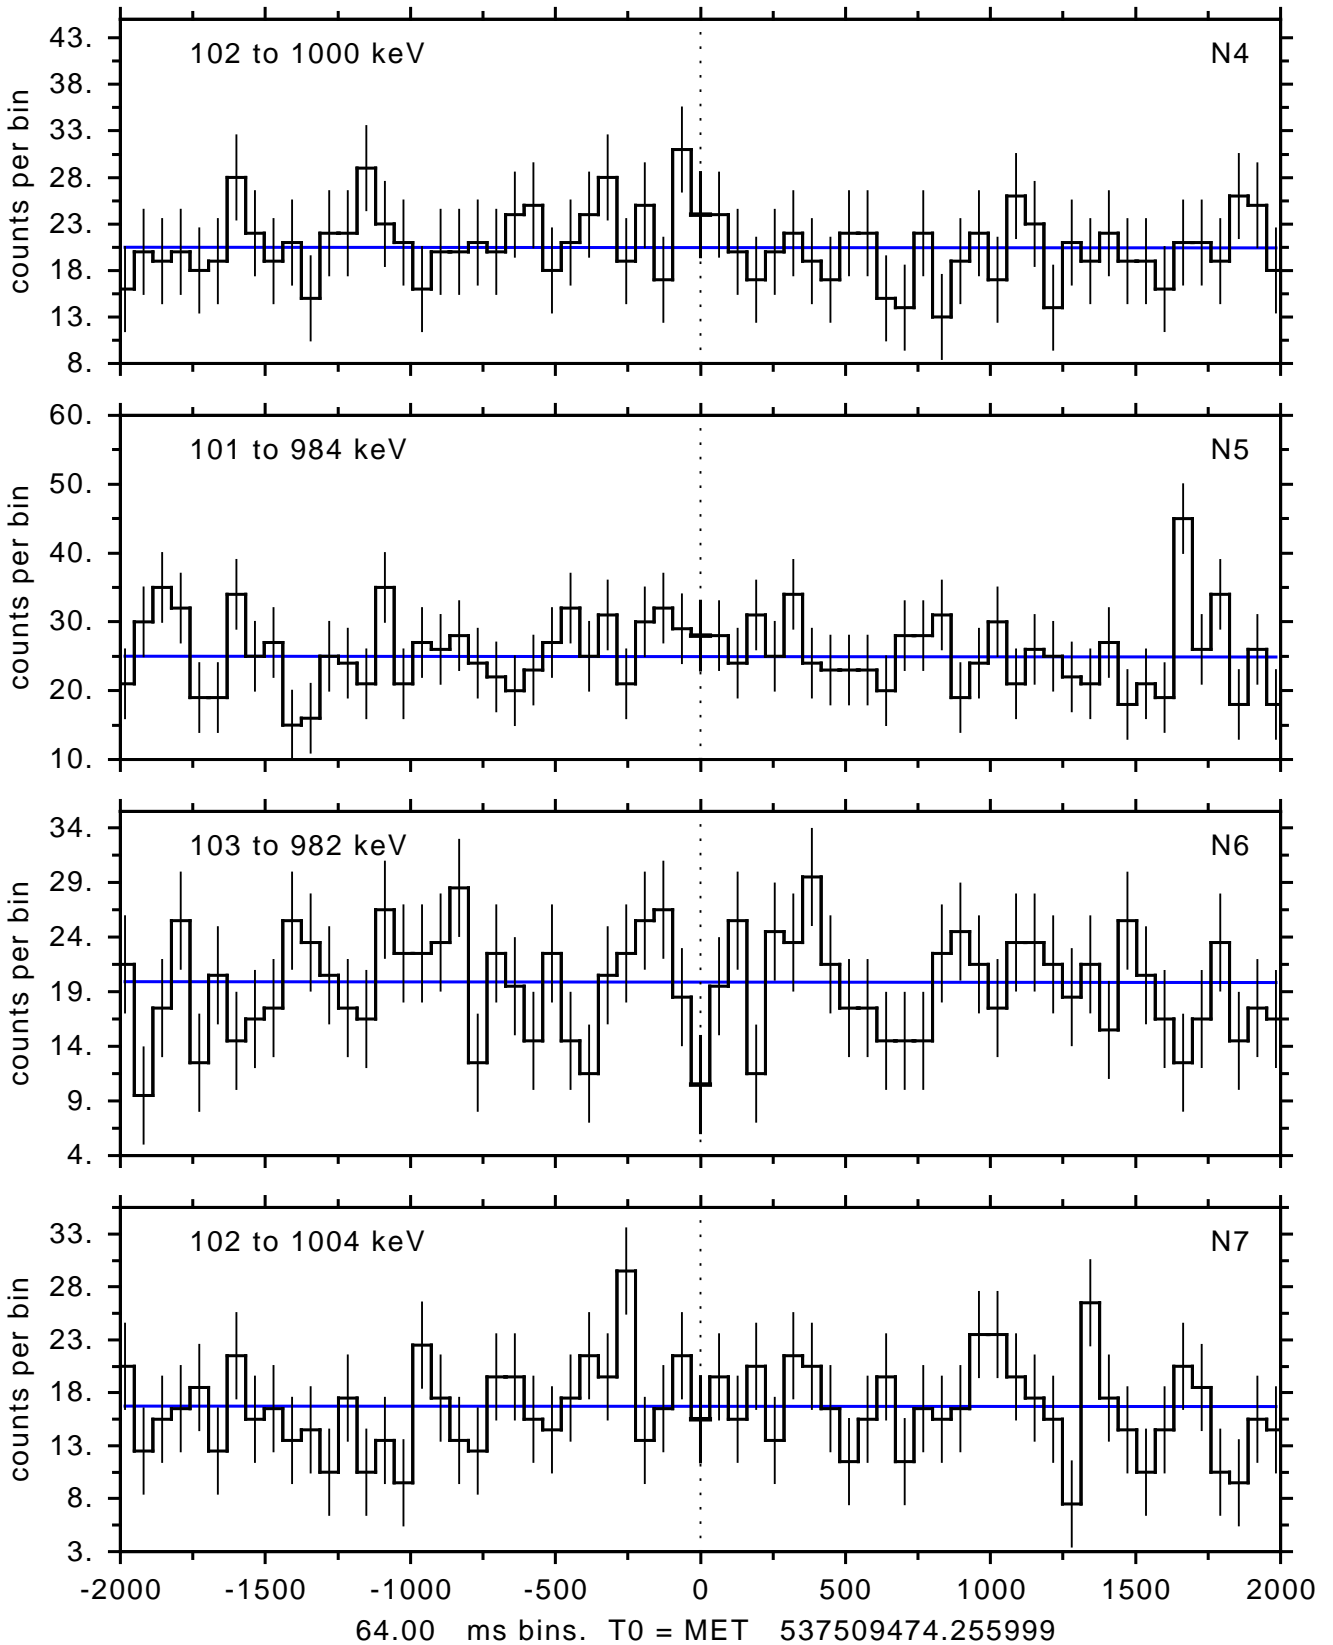 43.
38.
33.
28.
23.
18.
13.
8.
counts per bin
102 to 1000 keV
N4
60.
50.
40.
30.
20.
10.
counts per bin
101 to 984 keV
N5
34.
29.
24.
19.
14.
9.
4.
counts per bin
103 to 982 keV
N6
33.
28.
23.
18.
13.
8.
3.
counts per bin
102 to 1004 keV
N7
-2000 -1500 -1000 -500 0 500 1000 1500 2000
64.00 ms bins. T0 = MET 537509474.255999